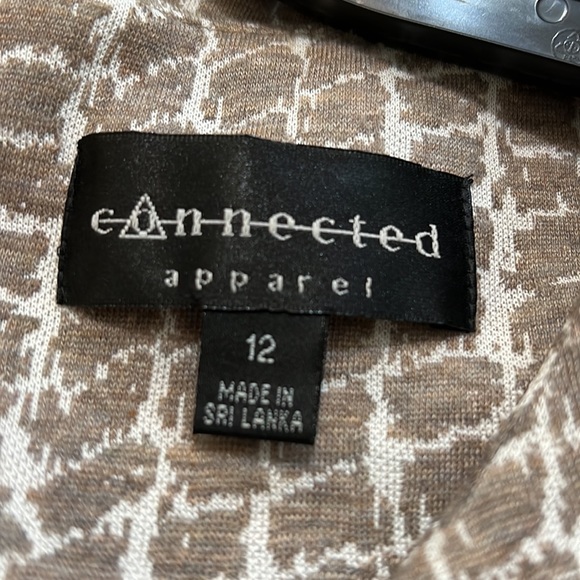 connected
apparel
12
MADE IN
SRI LANKA